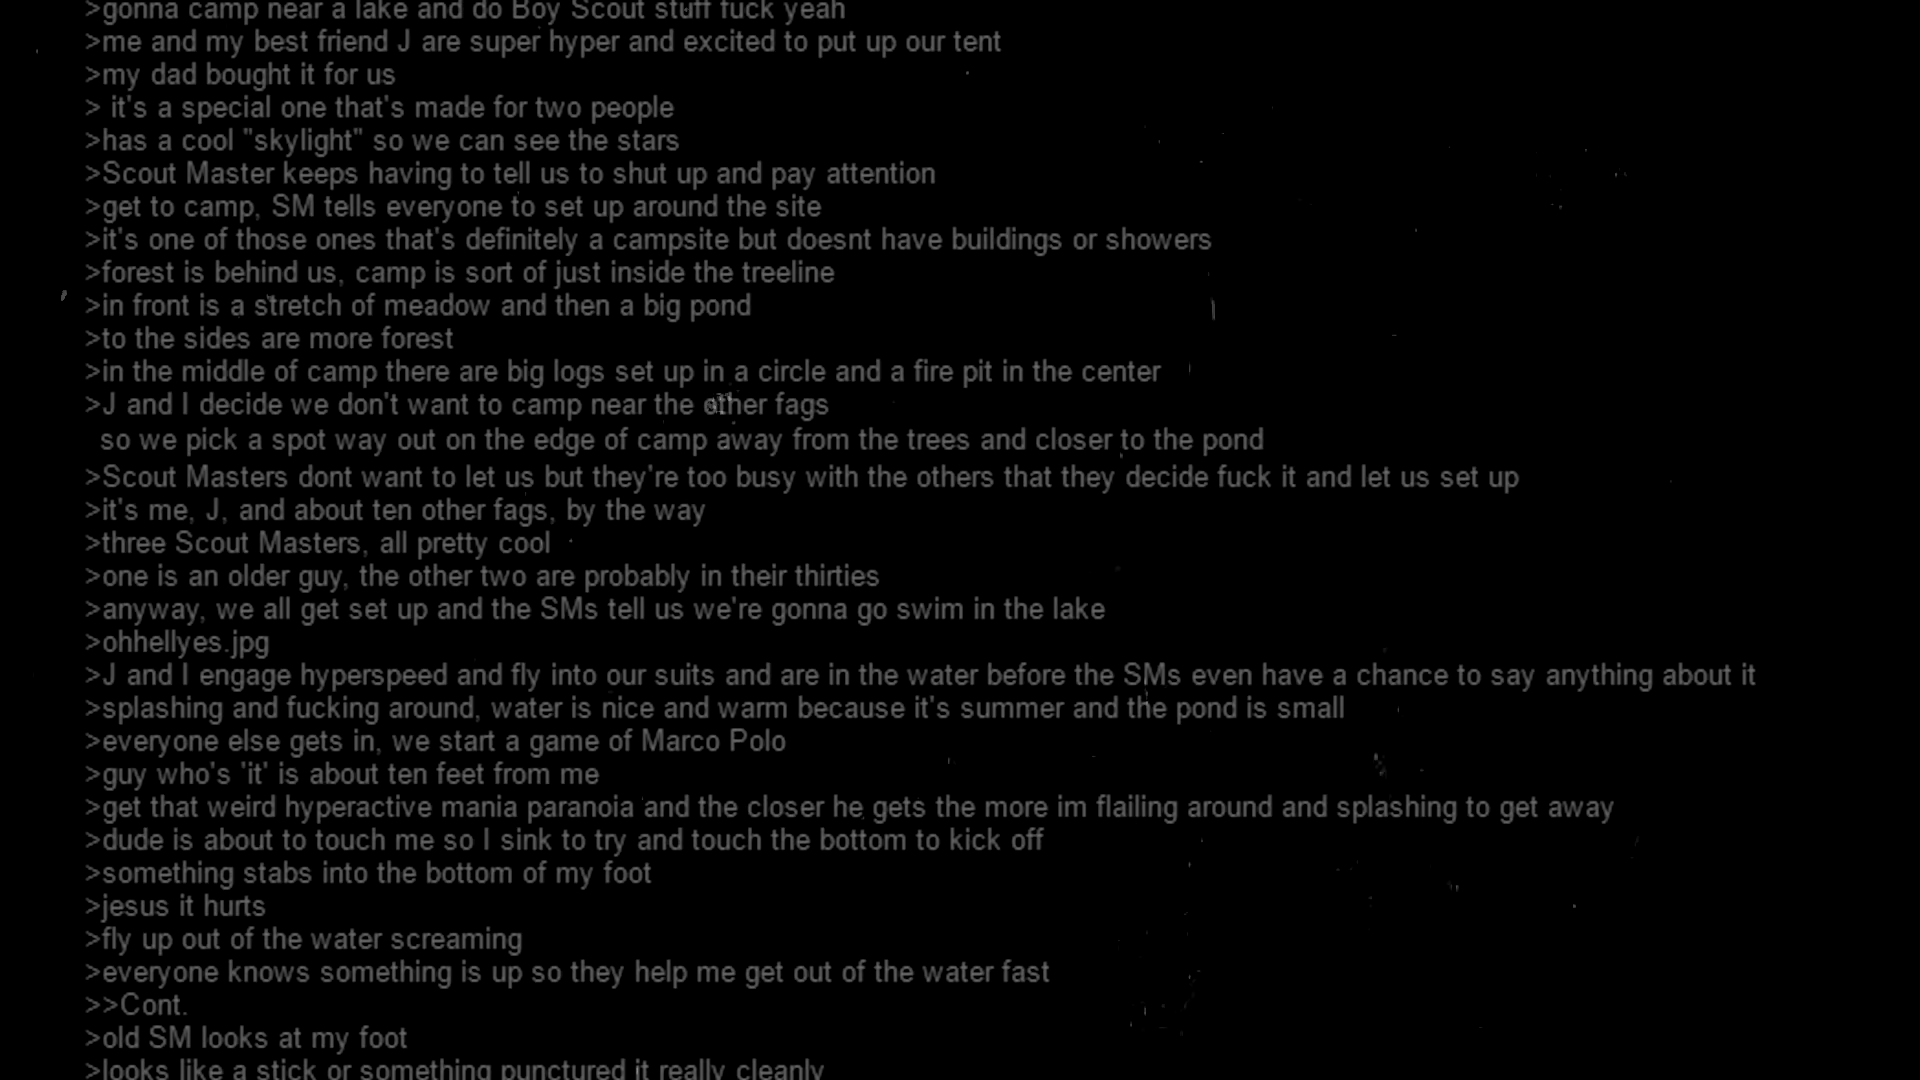 >gonna camp near a lake and do Boy Scout stuff fuck yeah
>me and my best friend J are super hyper and excited to put up our tent
>my dad bought it for us
> it's a special one that's made for two people
>has a cool "skylight" so we can see the stars
>Scout Master keeps having to tell us to shut up and pay attention
>get to camp, SM tells everyone to set up around the site
>it's one of those ones that's definitely a campsite but doesnt have buildings or showers
>forest is behind us, camp is sort of just inside the treeline
>in front is a stretch of meadow and then a big pond
>to the sides are more forest
>in the middle of camp there are big logs set up in a circle and a fire pit in the center
>J and I decide we don't want to camp near the other fags
so we pick a spot way out on the edge of camp away from the trees and closer to the pond
>Scout Masters dont want to let us but they're too busy with the others that they decide fuck it and let us set up
>it's me, J, and about ten other fags, by the way
>three Scout Masters, all pretty cool
>one is an older guy, the other two are probably in their thirties
>anyway, we all get set up and the SMs tell us we're gonna go swim in the lake
>ohhellyes.jpg
>J and I engage hyperspeed and fly into our suits and are in the water before the SMs even have a chance to say anything about it
>splashing and fucking around, water is nice and warm because it's summer and the pond is small
>everyone else gets in, we start a game of Marco Polo
>guy who's 'it' is about ten feet from me
>get that weird hyperactive mania paranoia and the closer he gets the more im flailing around and splashing to get away
>dude is about to touch me so I sink to try and touch the bottom to kick off
>something stabs into the bottom of my foot
>jesus it hurts
>fly up out of the water screaming
>everyone knows something is up so they help me get out of the water fast
>>Cont.
>old SM looks at my foot
>looks like a stick or something punctured it really cleanly